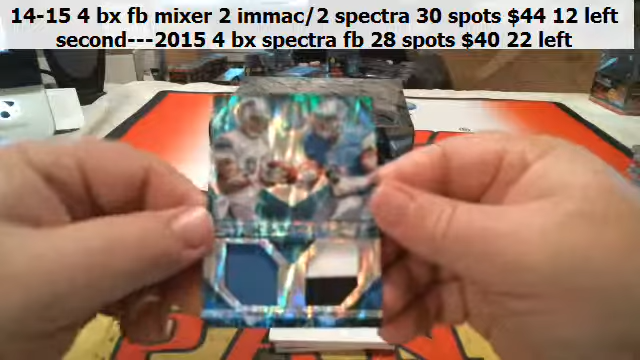 14-15 4 bx fb mixer 2 immac/2 spectra 30 spots $44 12 left
second---2015 4 bx spectra fb 28 spots $40 22 left